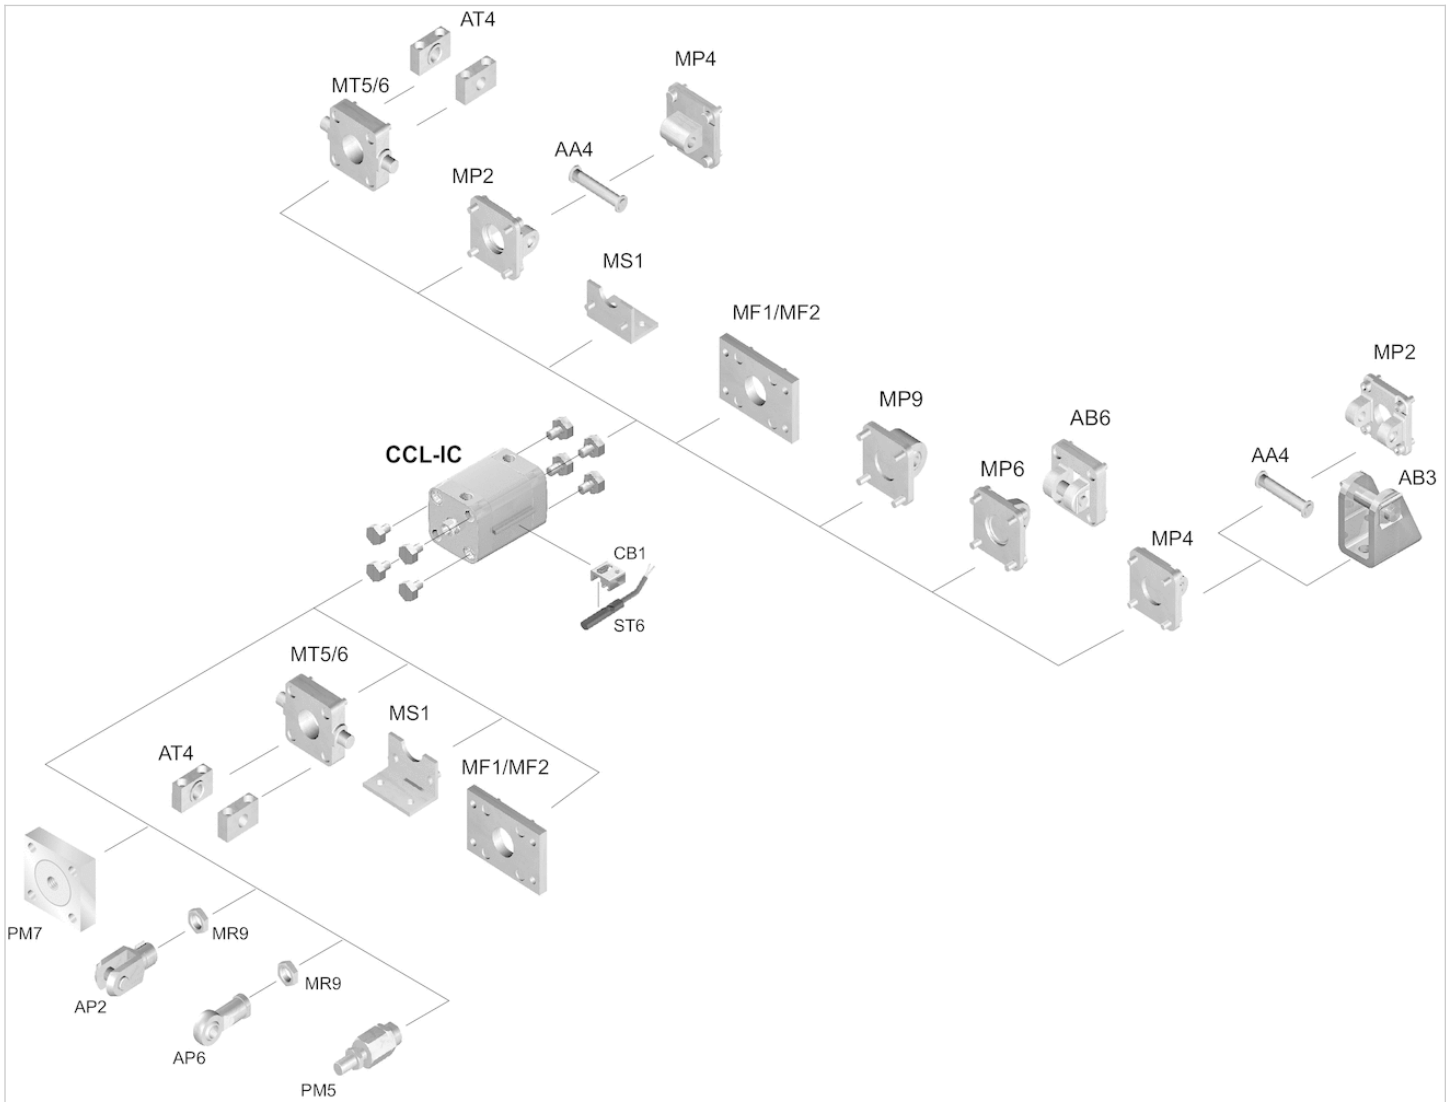 AT4
MP4
MT5/6
AA4
MP2
MS1
MF1/MF2
MP2
MP9
AB6
CCL-IC
MP6
AA4
AB3
MP4
CB1
ST6
MT5/6
MS1
AT4
MF1/MF2
PM7
MR9
MR9
AP2
AP6
PM5